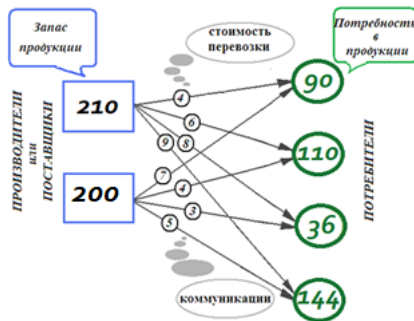 Запас
продукции
стоимость
перевозки
Потребность
в
продукции
ПРОИЗВОДИТЕЛИ
или
ПОСТАВЩИКИ
210
200
4
6
9
8
7
4
3
5
90
110
36
144
ПОТРЕБИТЕЛИ
коммуникации